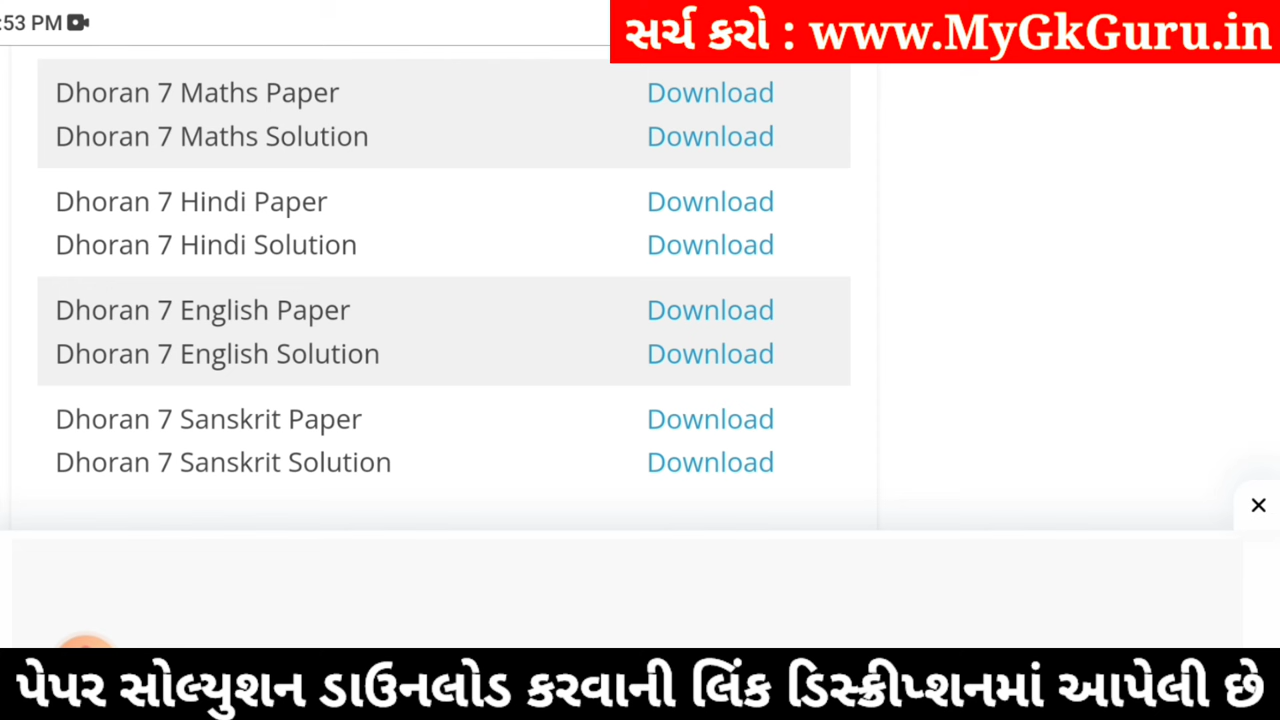 :53 PM
સર્ચ કરો : www.MyGkGuru.in
Dhoran 7 Maths Paper Download
Dhoran 7 Maths Solution Download
Dhoran 7 Hindi Paper Download
Dhoran 7 Hindi Solution Download
Dhoran 7 English Paper Download
Dhoran 7 English Solution Download
Dhoran 7 Sanskrit Paper Download
Dhoran 7 Sanskrit Solution Download
પેપર સોલ્યુશન ડાઉનલોડ કરવાની લિંક ડિસ્ક્રીપ્શનમાં આપેલી છે